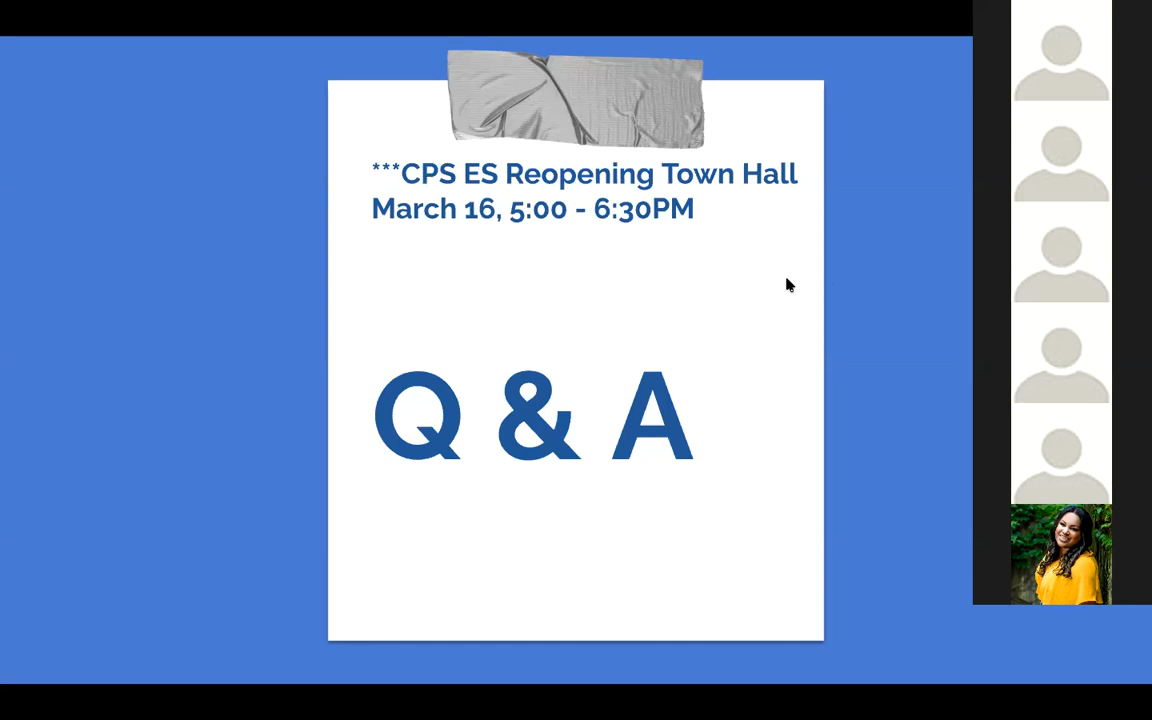 ***CPS ES Reopening Town Hall
March 16, 5:00 - 6:30PM
Q & A